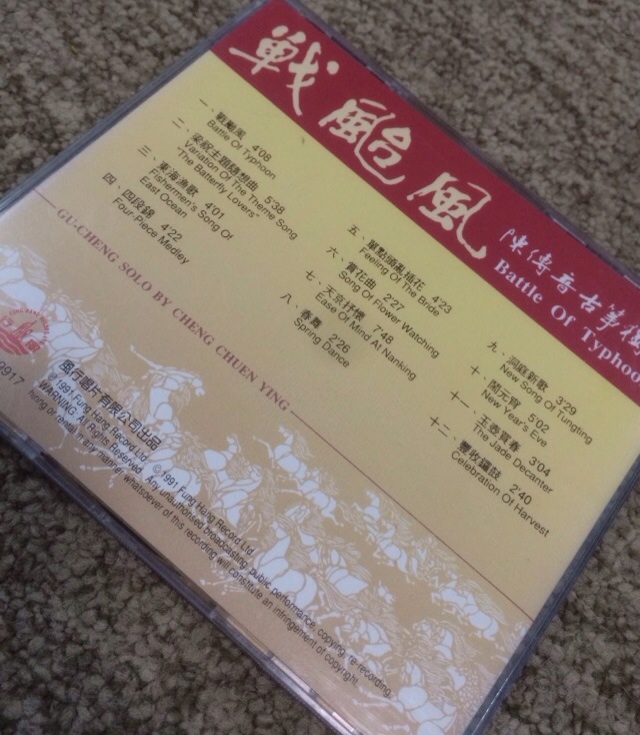 戰颱風
陳傳音古箏獨
Battle Of Typhoo
一、戰颱風 4'08
Battle Of Typhoon
二、梁祝主題隨想曲 5'38
Variation Of The Theme Song
"The Batterfly Lovers"
三、東海漁歌 4'01
Fishermen's Song Of
East Ocean
四、四段錦 4'22
Four-Piece Medley
五、單點頭亂插花 4'23
Feeling Of The Bride
六、賞花曲 2'27
Song Of Flower Watching
七、天京抒懷 7'48
Ease Of Mind At Nanking
八、春舞 2'26
Spring Dance
九、洞庭新歌 3'29
New Song Of Tungting
十、鬧元宵 5'02
New Year's Eve
十一、玉壺買春 3'04
The Jade Decanter
十二、豐收鑼鼓 2'40
Celebration Of Harvest
GU-CHENG SOLO BY CHENG CHUEN YING
2917
風行唱片有限公司出品
℗ 1991 Fung Hung Record Ltd. © 1991 Fung Hung Record Ltd.
WARNING: All Rights Reserved. Any unauthorised broadcasting, public performance, copying, re-recording,
hiring or rental in any manner whatsoever of this recording will constitute an infringement of copyright.